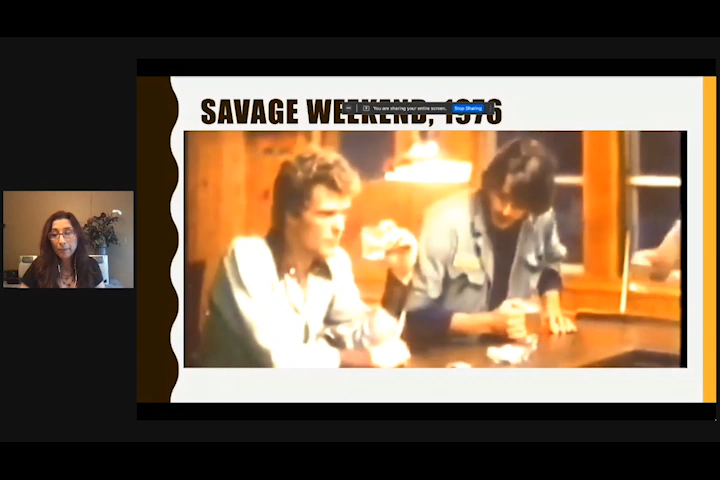 SAVAGE WEEKEND, 1976
You are sharing your entire screen.
Stop Sharing